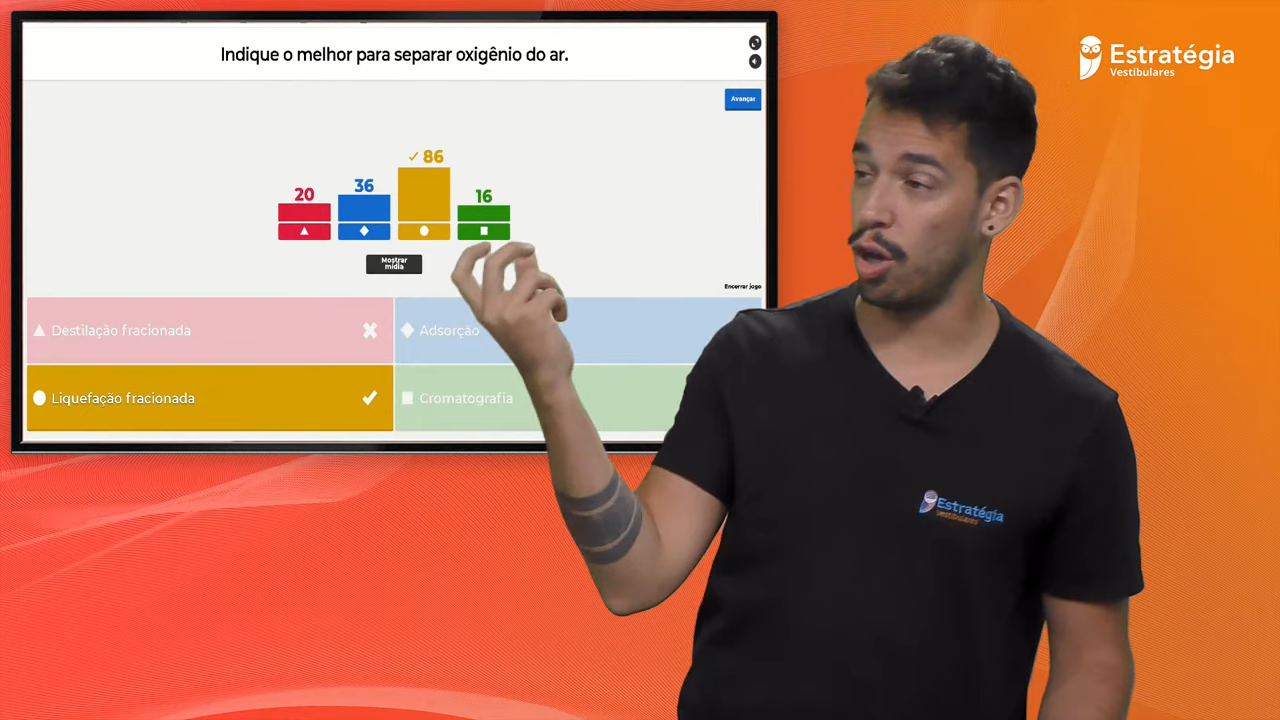 Indique o melhor para separar oxigênio do ar.
Estratégia
Vestibulares
Avançar
✓ 86
36
20
16
Mostrar
mídia
Encerrar jogo
Destilação fracionada
Adsorção
Liquefação fracionada
Cromatografia
Estratégia
Vestibulares